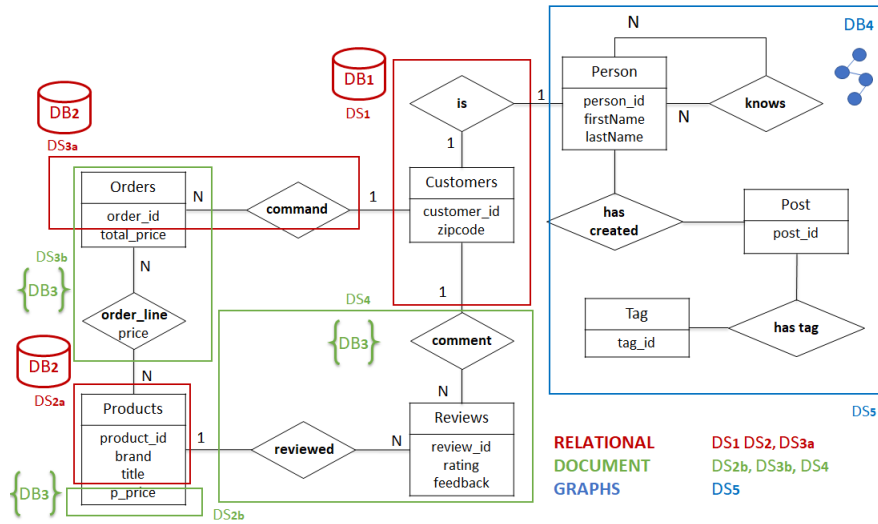 DB4
N
Person
person_id
firstName
lastName
N
knows
DB1
DS1
is
1
1
DB2
DS3a
Orders
order_id
total_price
N
command
1
Customers
customer_id
zipcode
has
created
Post
post_id
DS3b
{DB3}
N
order_line
price
N
1
DS4
{DB3}
comment
N
Tag
tag_id
has tag
DB2
DS2a
Products
product_id
brand
title
p_price
1
reviewed
N
Reviews
review_id
rating
feedback
DS5
{DB3}
DS2b
RELATIONAL DS1 DS2, DS3a
DOCUMENT DS2b, DS3b, DS4
GRAPHS DS5